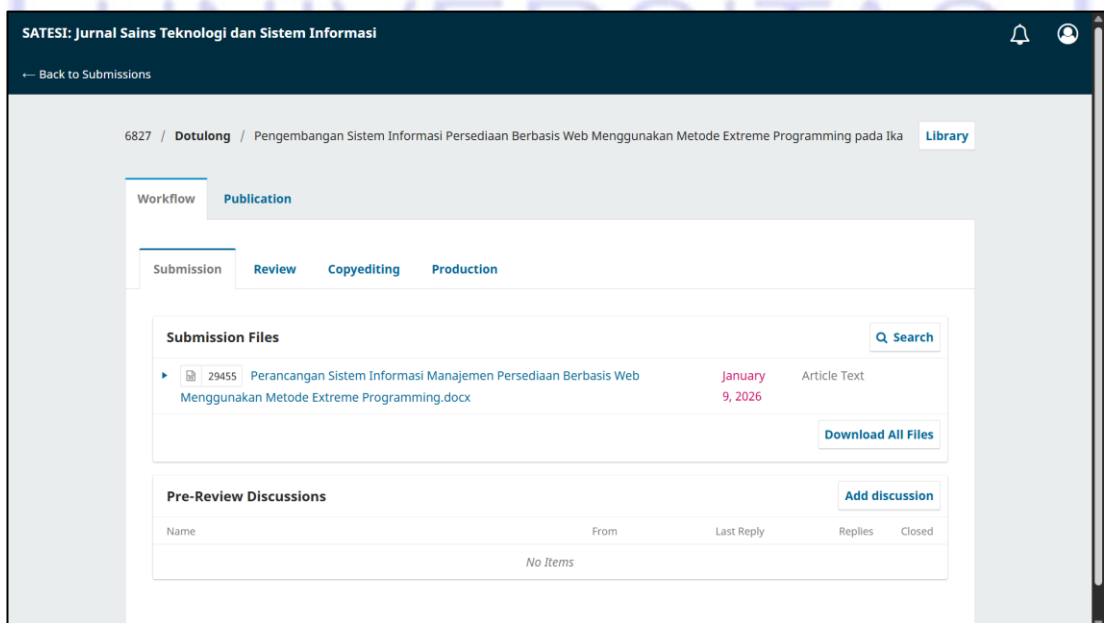 SATESI: Jurnal Sains Teknologi dan Sistem Informasi
← Back to Submissions
6827 / Dotulong / Pengembangan Sistem Informasi Persediaan Berbasis Web Menggunakan Metode Extreme Programming pada Ika
Library
Workflow Publication
Submission Review Copyediting Production
Submission Files
Search
29455 Perancangan Sistem Informasi Manajemen Persediaan Berbasis Web
Menggunakan Metode Extreme Programming.docx
January
9, 2026
Article Text
Download All Files
Pre-Review Discussions
Add discussion
Name From Last Reply Replies Closed
No Items